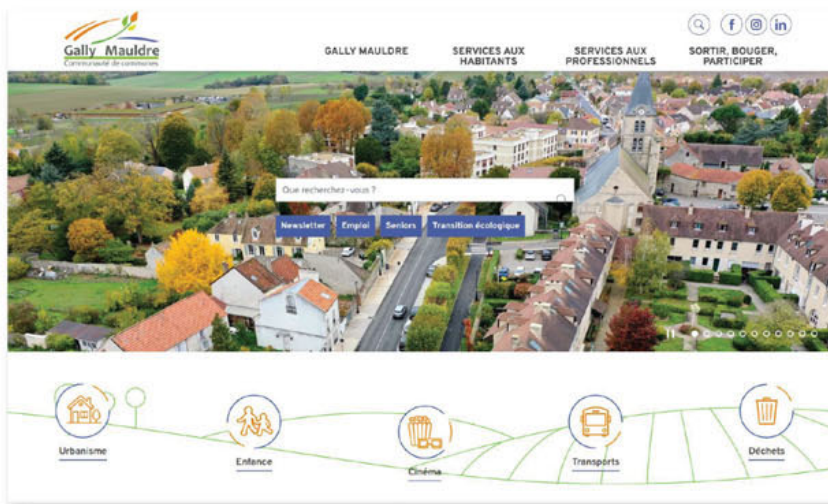 Gally Mauldre
Communauté de communes
GALLY MAULDRE
SERVICES AUX
HABITANTS
SERVICES AUX
PROFESSIONNELS
SORTIR, BOUGER,
PARTICIPER
f
in
Que recherchez-vous ?
Newsletter
Emploi
Seniors
Transition écologique
Urbanisme
Enfance
Cinéma
Transports
Déchets